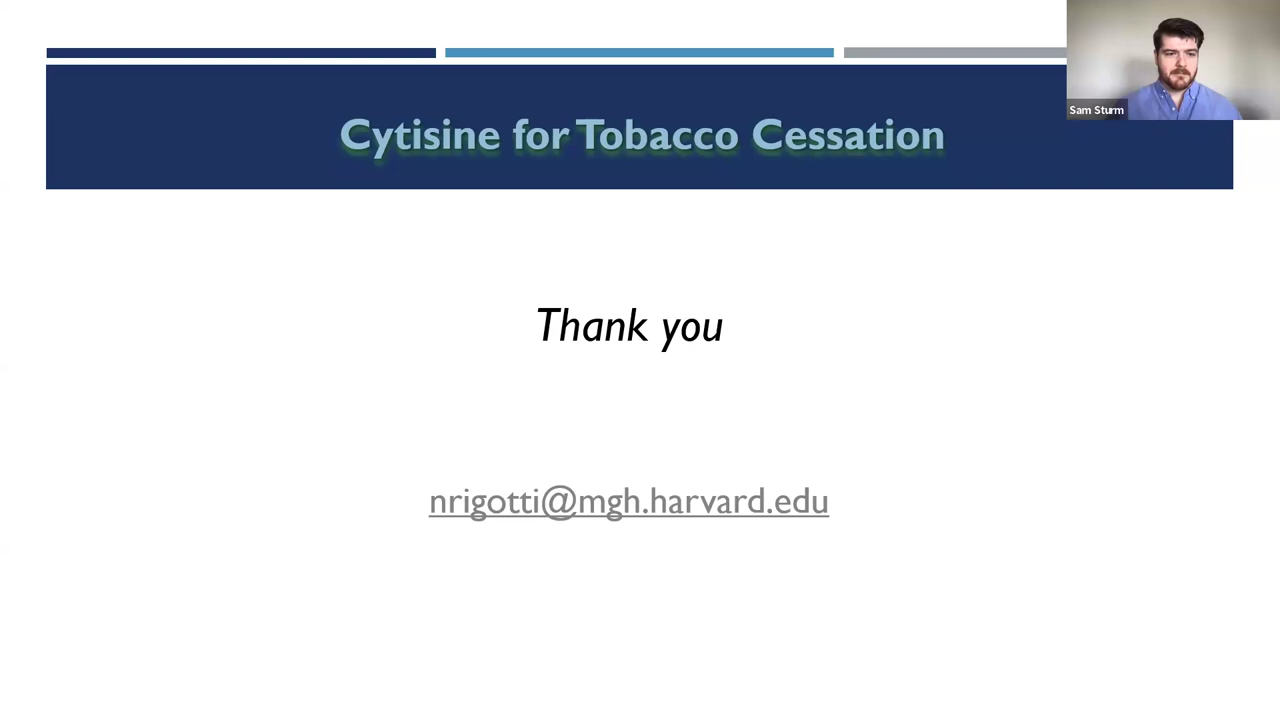 Sam Sturm
Cytisine for Tobacco Cessation
Thank you
nrigotti@mgh.harvard.edu